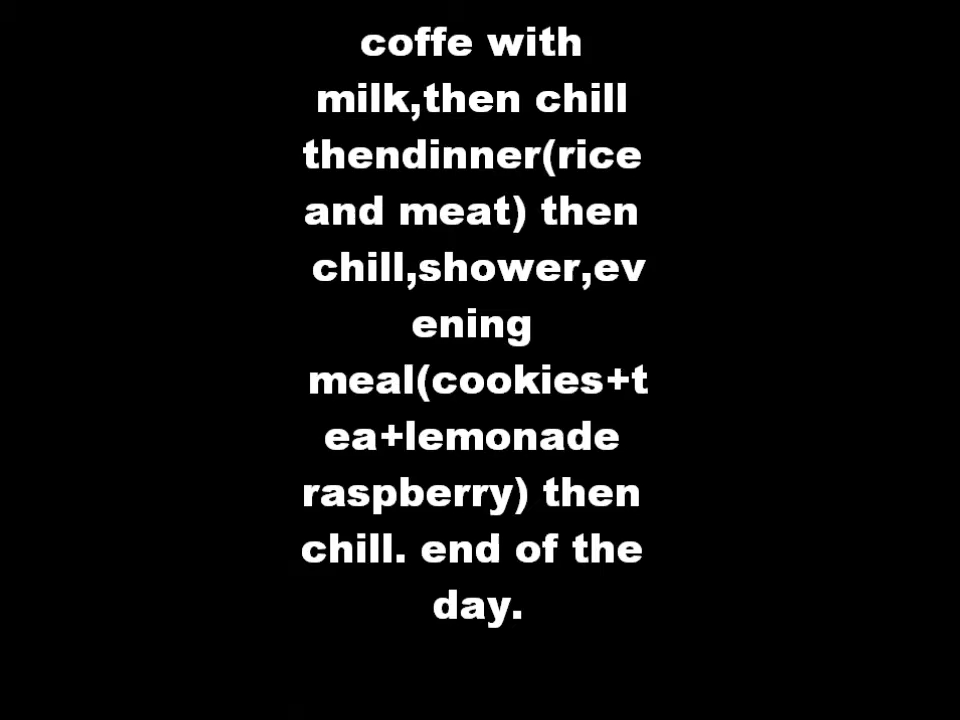 coffe with
milk,then chill
thendinner(rice
and meat) then
chill,shower,ev
ening
meal(cookies+t
ea+lemonade
raspberry) then
chill. end of the
day.